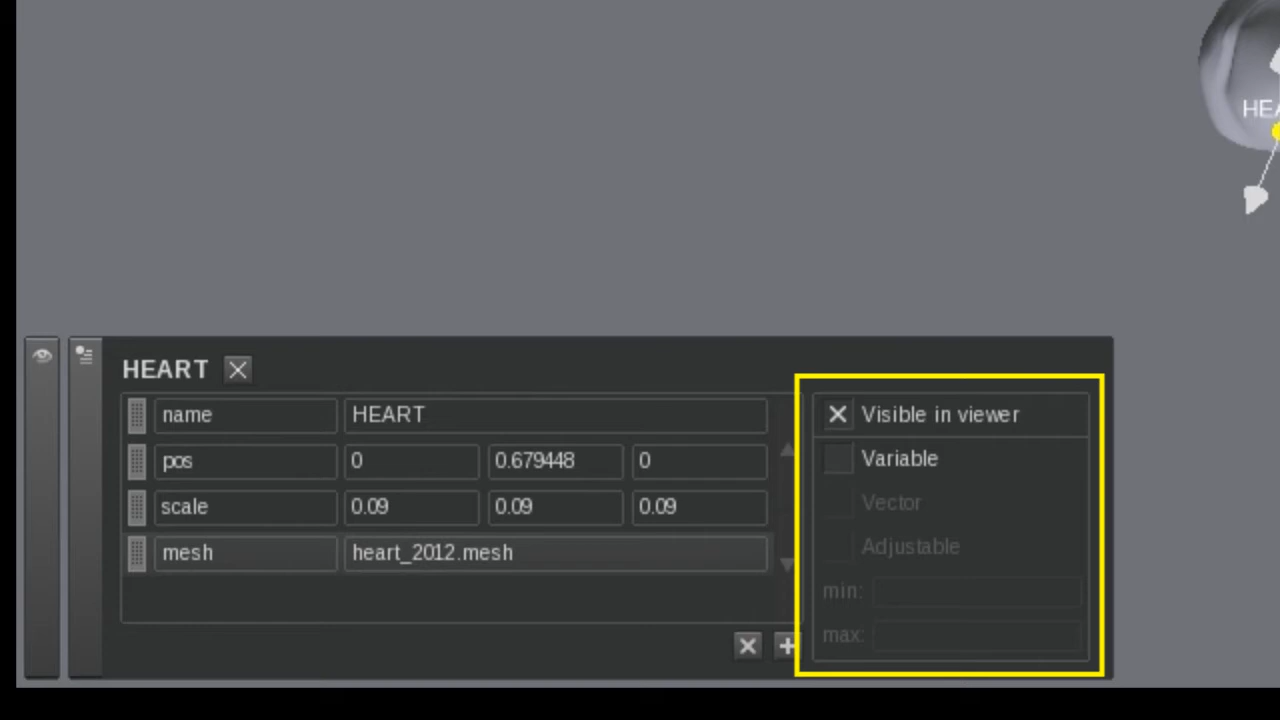 HEA
HEART
name HEART
pos 0 0.679448 0
scale 0.09 0.09 0.09
mesh heart_2012.mesh
Visible in viewer
Variable
Vector
Adjustable
min:
max: